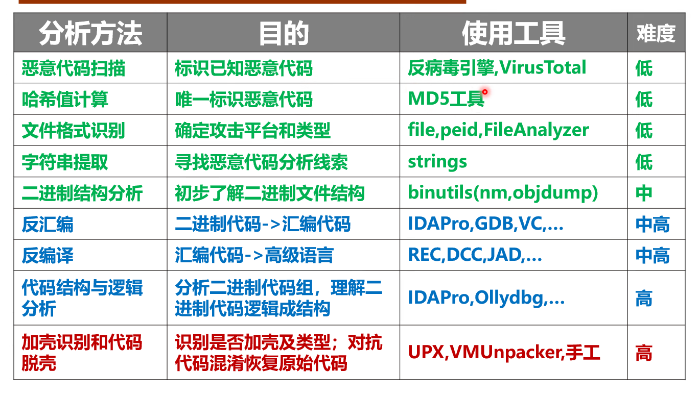 分析方法 目的 使用工具 难度
恶意代码扫描 标识已知恶意代码 反病毒引擎,VirusTotal 低
哈希值计算 唯一标识恶意代码 MD5工具 低
文件格式识别 确定攻击平台和类型 file,peid,FileAnalyzer 低
字符串提取 寻找恶意代码分析线索 strings 低
二进制结构分析 初步了解二进制文件结构 binutils(nm,objdump) 中
反汇编 二进制代码->汇编代码 IDAPro,GDB,VC,... 中高
反编译 汇编代码->高级语言 REC,DCC,JAD,... 中高
代码结构与逻辑 分析二进制代码组，理解二
分析 进制代码逻辑成结构 IDAPro,Ollydbg,... 高
加壳识别和代码 识别是否加壳及类型；对抗
脱壳 代码混淆恢复原始代码 UPX,VMUnpacker,手工 高